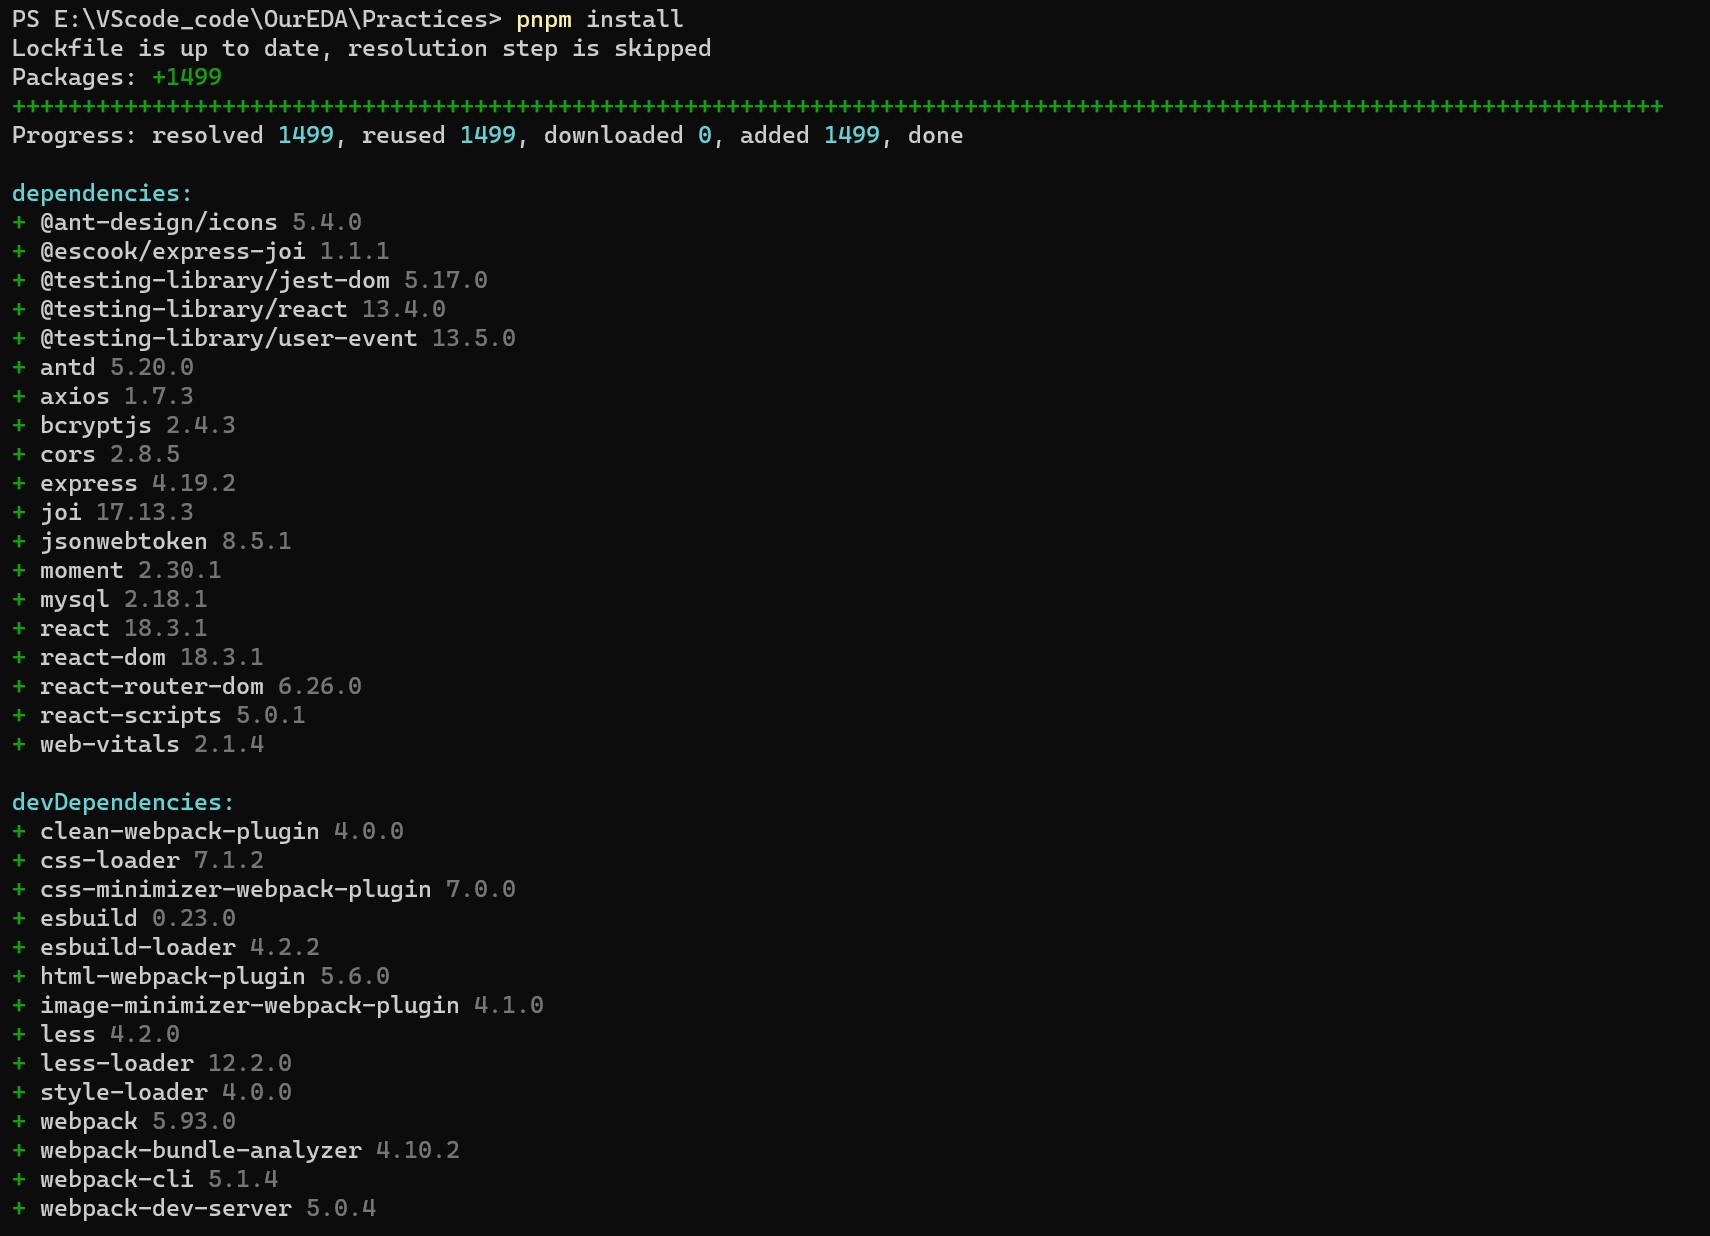 PS E:\VScode_code\OurEDA\Practices> pnpm install
Lockfile is up to date, resolution step is skipped
Packages: +1499
++++++++++++++++++++++++++++++++++++++++++++++++++++++++++++++++++++++++++++++++++++++++++++++++++++++++++++++++++++++
Progress: resolved 1499, reused 1499, downloaded 0, added 1499, done
dependencies:
+ @ant-design/icons 5.4.0
+ @escook/express-joi 1.1.1
+ @testing-library/jest-dom 5.17.0
+ @testing-library/react 13.4.0
+ @testing-library/user-event 13.5.0
+ antd 5.20.0
+ axios 1.7.3
+ bcryptjs 2.4.3
+ cors 2.8.5
+ express 4.19.2
+ joi 17.13.3
+ jsonwebtoken 8.5.1
+ moment 2.30.1
+ mysql 2.18.1
+ react 18.3.1
+ react-dom 18.3.1
+ react-router-dom 6.26.0
+ react-scripts 5.0.1
+ web-vitals 2.1.4
devDependencies:
+ clean-webpack-plugin 4.0.0
+ css-loader 7.1.2
+ css-minimizer-webpack-plugin 7.0.0
+ esbuild 0.23.0
+ esbuild-loader 4.2.2
+ html-webpack-plugin 5.6.0
+ image-minimizer-webpack-plugin 4.1.0
+ less 4.2.0
+ less-loader 12.2.0
+ style-loader 4.0.0
+ webpack 5.93.0
+ webpack-bundle-analyzer 4.10.2
+ webpack-cli 5.1.4
+ webpack-dev-server 5.0.4